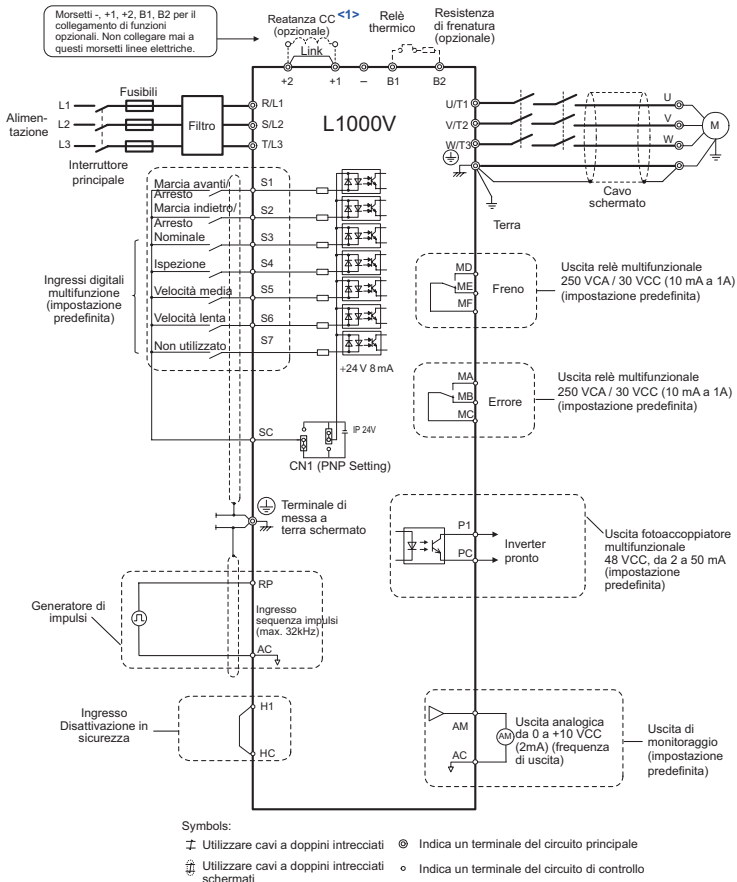 Morsetti -, +1, +2, B1, B2 per il
collegamento di funzioni
opzionali. Non collegare mai a
questi morsetti linee elettriche.
Reatanza CC <1>
(opzionale)
Link
Relè
termico
Resistenza
di frenatura
(opzionale)
+2
+1
–
B1
B2
Fusibili
L1
L2
L3
Alimen-
tazione
Filtro
R/L1
S/L2
T/L3
Interruttore
principale
L1000V
U/T1
V/T2
W/T3
U
V
W
M
Cavo
schermato
Terra
Marcia avanti/
Arresto
S1
Marcia indietro/
Arresto
S2
Nominale
S3
Ispezione
S4
Velocità media
S5
Velocità lenta
S6
Non utilizzato
S7
Ingressi digitali
multifunzione
(impostazione
predefinita)
+24 V 8 mA
SC
IP 24V
CN1 (PNP Setting)
MD
ME
MF
Freno
Uscita relè multifunzionale
250 VCA / 30 VCC (10 mA a 1A)
(impostazione predefinita)
MA
MB
MC
Errore
Uscita relè multifunzionale
250 VCA / 30 VCC (10 mA a 1A)
(impostazione predefinita)
Terminale di
messa a
terra schermato
P1
PC
Inverter
pronto
Uscita fotoaccoppiatore
multifunzionale
48 VCC, da 2 a 50 mA
(impostazione
predefinita)
Generatore di
impulsi
RP
Ingresso
sequenza impulsi
(max. 32kHz)
AC
Ingresso
Disattivazione in
sicurezza
H1
HC
AM
AC
AM
Uscita analogica
da 0 a +10 VCC
(2mA) (frequenza
di uscita)
Uscita di
monitoraggio
(impostazione
predefinita)
Symbols:
Utilizzare cavi a doppini intrecciati
Indica un terminale del circuito principale
Utilizzare cavi a doppini intrecciati
schermati
Indica un terminale del circuito di controllo